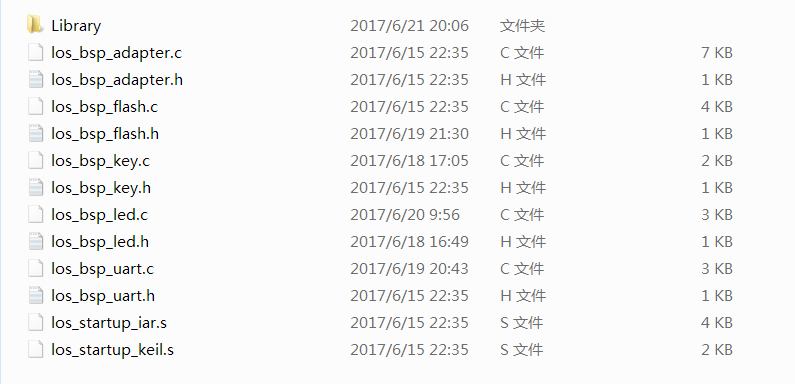 Library 2017/6/21 20:06 文件夹
los_bsp_adapter.c 2017/6/15 22:35 C 文件 7 KB
los_bsp_adapter.h 2017/6/15 22:35 H 文件 1 KB
los_bsp_flash.c 2017/6/15 22:35 C 文件 4 KB
los_bsp_flash.h 2017/6/19 21:30 H 文件 1 KB
los_bsp_key.c 2017/6/18 17:05 C 文件 2 KB
los_bsp_key.h 2017/6/15 22:35 H 文件 1 KB
los_bsp_led.c 2017/6/20 9:56 C 文件 3 KB
los_bsp_led.h 2017/6/18 16:49 H 文件 1 KB
los_bsp_uart.c 2017/6/19 20:43 C 文件 3 KB
los_bsp_uart.h 2017/6/15 22:35 H 文件 1 KB
los_startup_iar.s 2017/6/15 22:35 S 文件 4 KB
los_startup_keil.s 2017/6/15 22:35 S 文件 2 KB